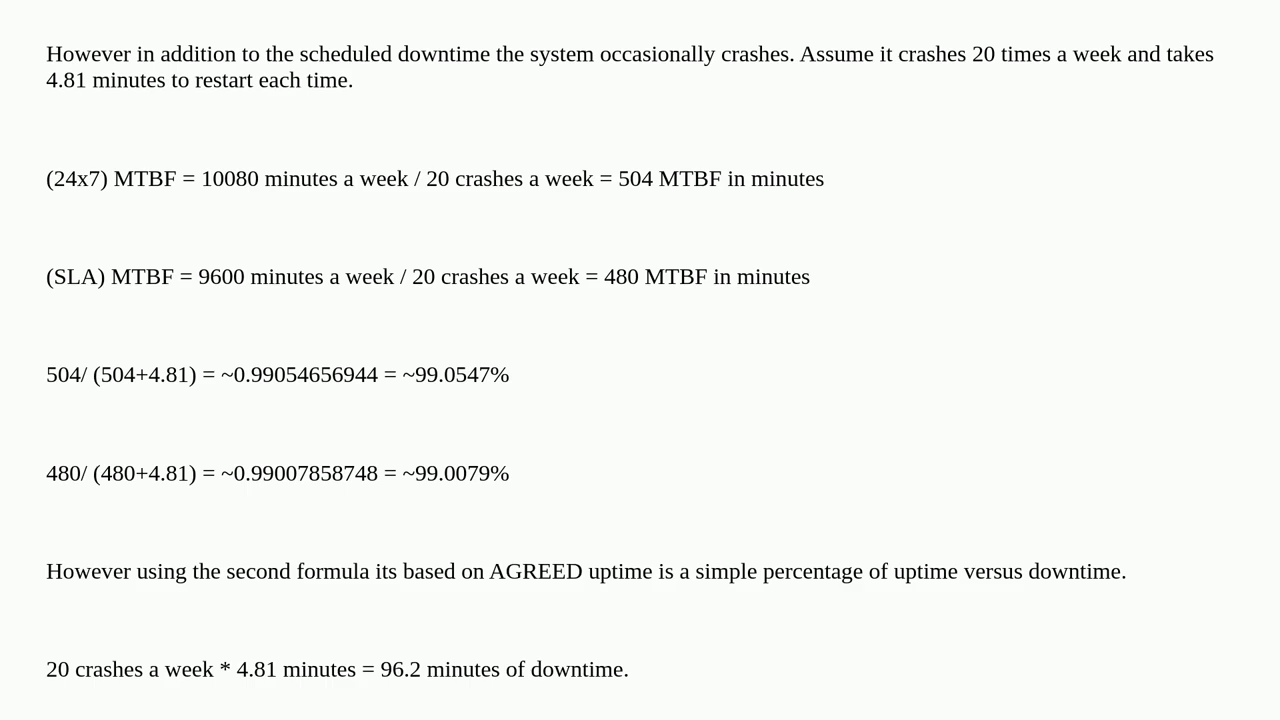 However in addition to the scheduled downtime the system occasionally crashes. Assume it crashes 20 times a week and takes
4.81 minutes to restart each time.
(24x7) MTBF = 10080 minutes a week / 20 crashes a week = 504 MTBF in minutes
(SLA) MTBF = 9600 minutes a week / 20 crashes a week = 480 MTBF in minutes
504/ (504+4.81) = ~0.99054656944 = ~99.0547%
480/ (480+4.81) = ~0.99007858748 = ~99.0079%
However using the second formula its based on AGREED uptime is a simple percentage of uptime versus downtime.
20 crashes a week * 4.81 minutes = 96.2 minutes of downtime.